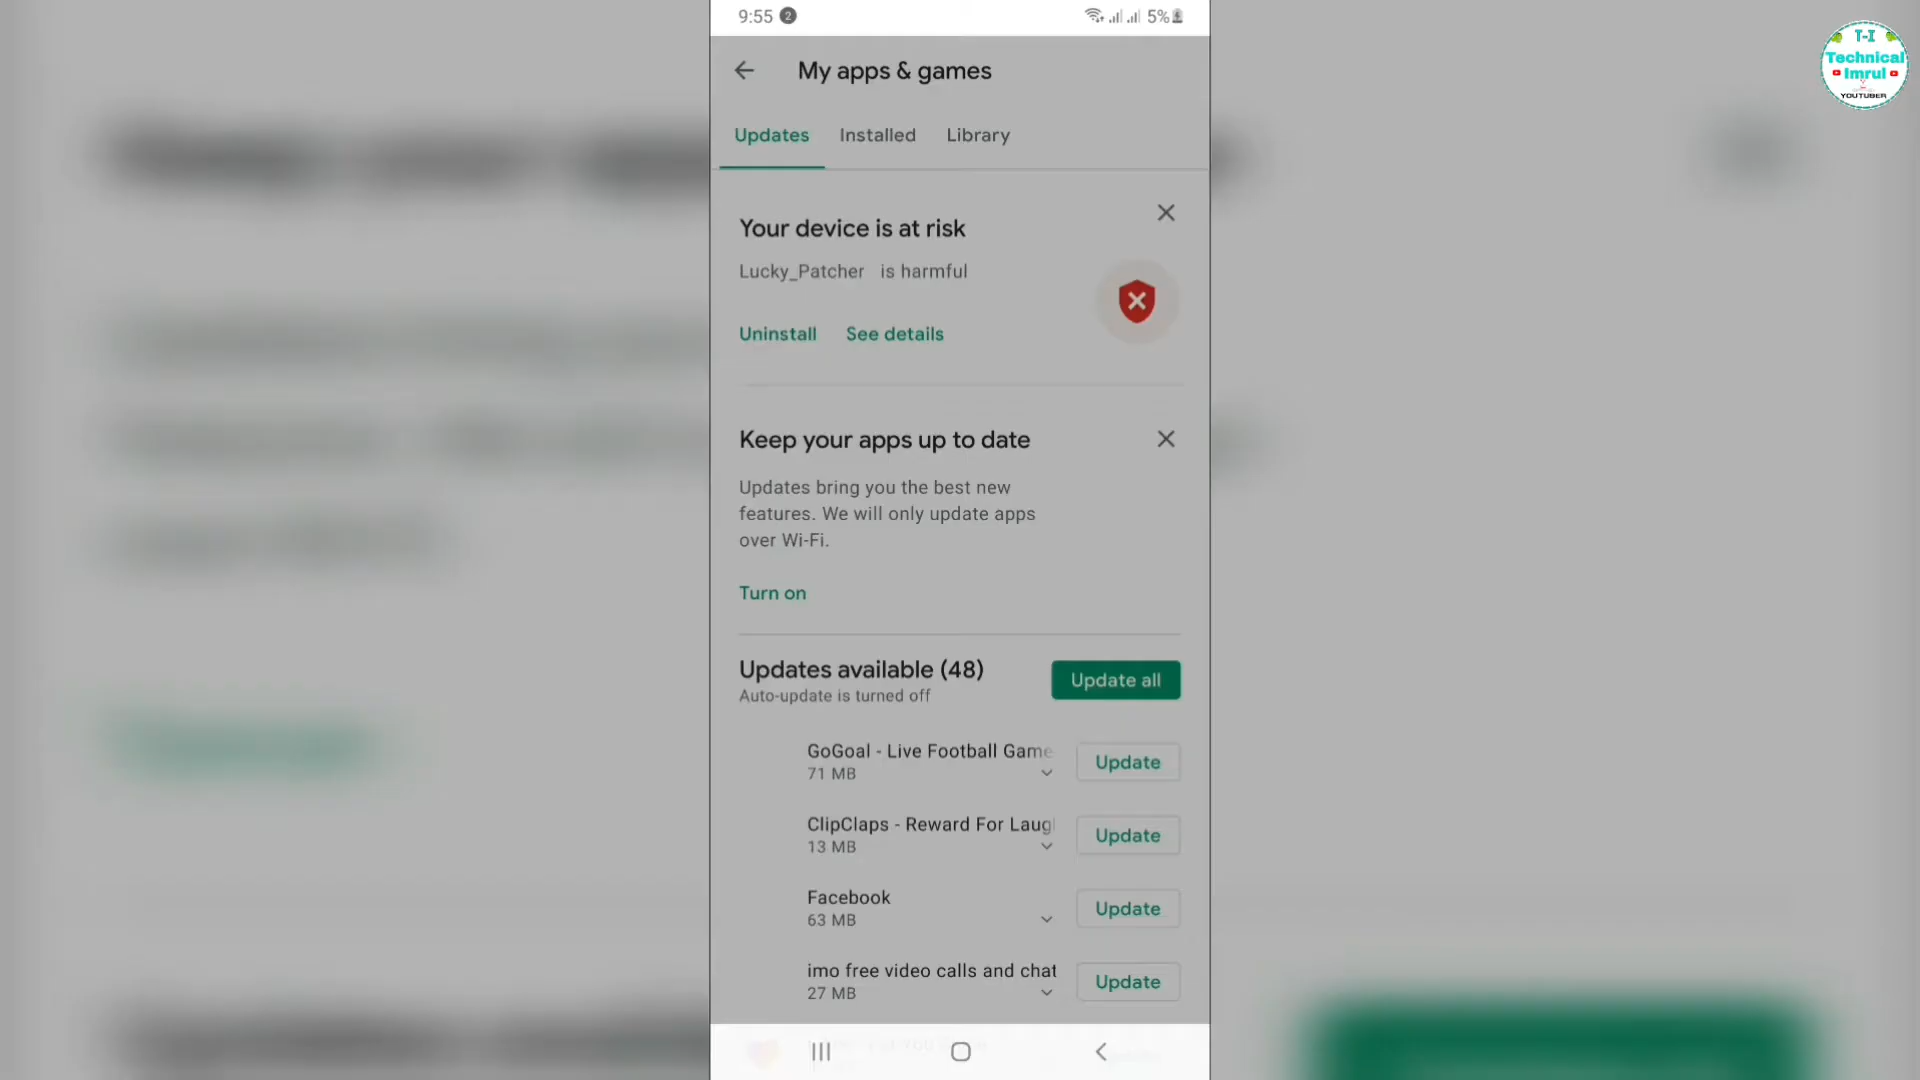 9:55 2 5%
T-I
Technical
Imrul
YOUTUBER
My apps & games
Updates Installed Library
Your device is at risk
Lucky_Patcher is harmful
Uninstall See details
Keep your apps up to date
Updates bring you the best new
features. We will only update apps
over Wi-Fi.
Turn on
Updates available (48)
Auto-update is turned off
Update all
GoGoal - Live Football Game
71 MB
Update
ClipClaps - Reward For Laug
13 MB
Update
Facebook
63 MB
Update
imo free video calls and chat
27 MB
Update